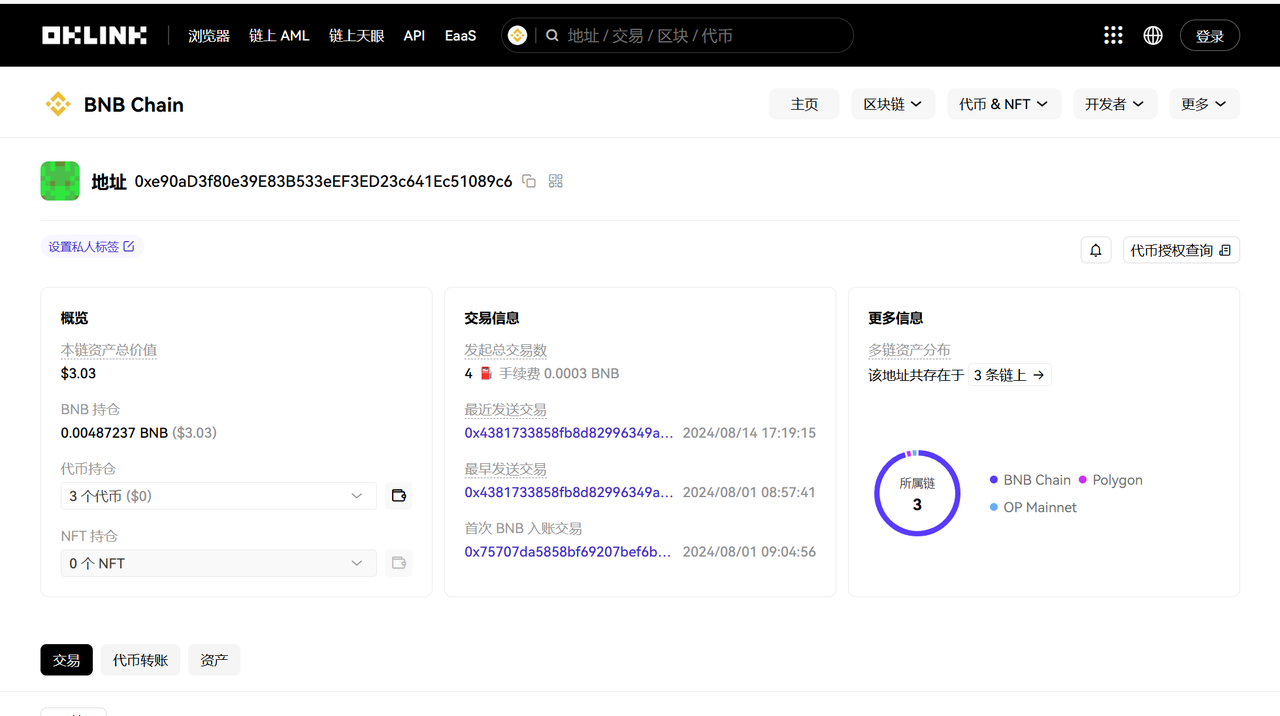 OKLINK 浏览器 链上 AML 链上天眼 API EaaS 地址 / 交易 / 区块 / 代币 登录
BNB Chain 主页 区块链 代币 & NFT 开发者 更多
地址 0xe90aD3f80e39E83B533eEF3ED23c641Ec51089c6
设置私人标签 代币授权查询
概览
本链资产总价值
$3.03
BNB 持仓
0.00487237 BNB ($3.03)
代币持仓
3 个代币 ($0)
NFT 持仓
0 个 NFT
交易信息
发起总交易数
4 手续费 0.0003 BNB
最近发送交易
0x4381733858fb8d82996349a... 2024/08/14 17:19:15
最早发送交易
0x4381733858fb8d82996349a... 2024/08/01 08:57:41
首次 BNB 入账交易
0x75707da5858bf69207bef6b... 2024/08/01 09:04:56
更多信息
多链资产分布
该地址共存在于 3 条链上 →
所属链
3
BNB Chain Polygon
OP Mainnet
交易 代币转账 资产